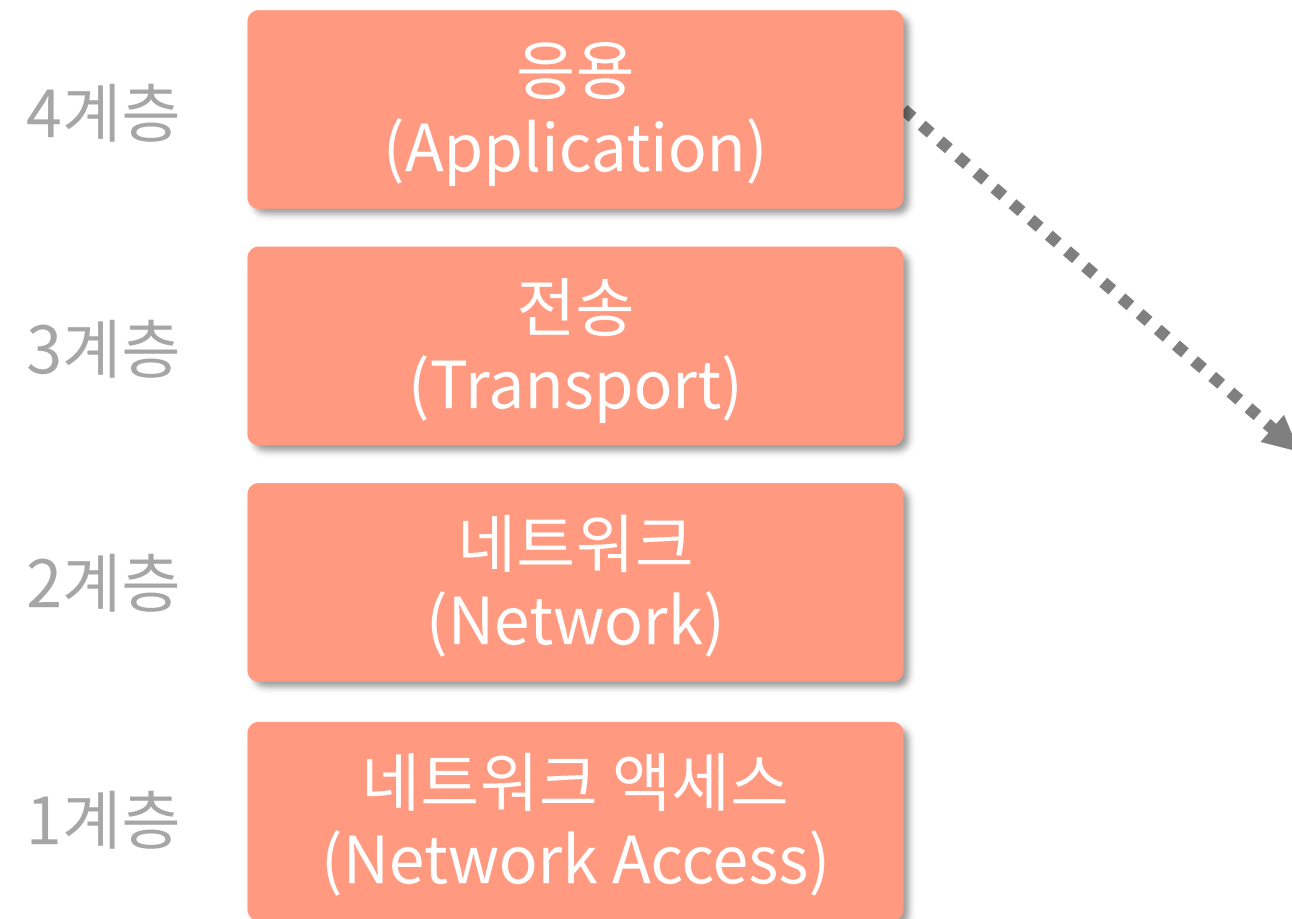 4계층
응용
(Application)
3계층
전송
(Transport)
2계층
네트워크
(Network)
1계층
네트워크 액세스
(Network Access)